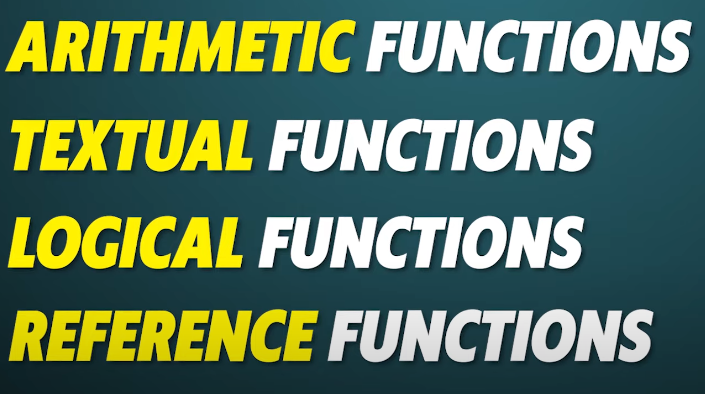 ARITHMETIC FUNCTIONS
TEXTUAL FUNCTIONS
LOGICAL FUNCTIONS
REFERENCE FUNCTIONS